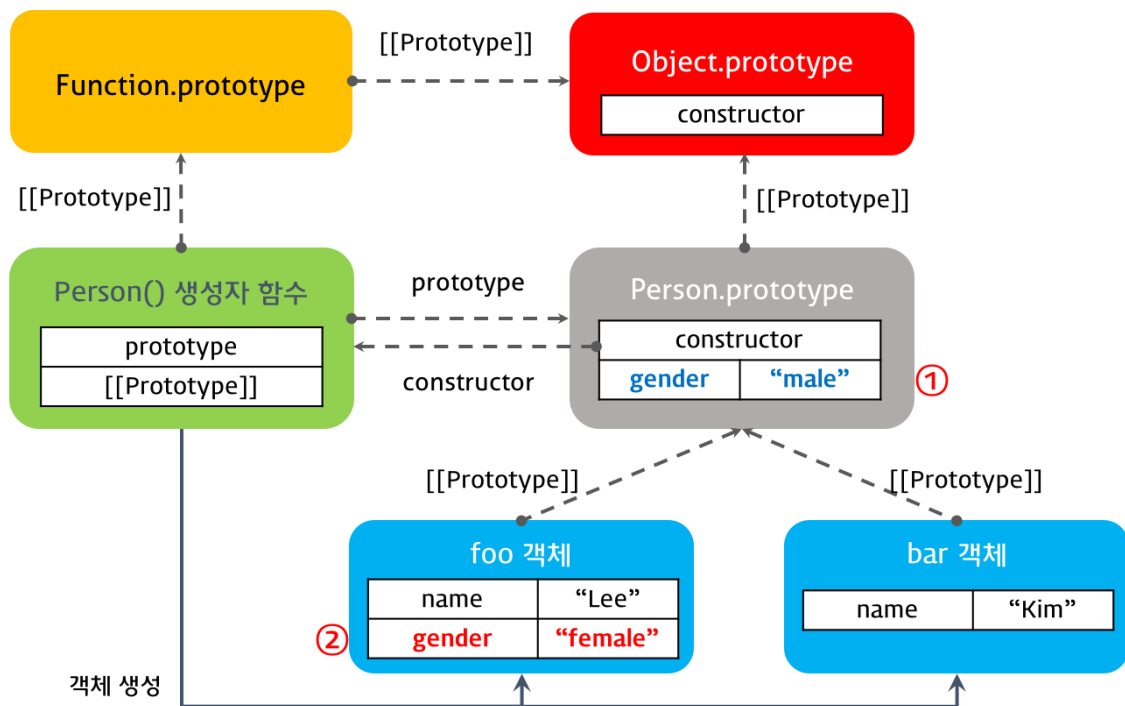 [[Prototype]]
Function.prototype
Object.prototype
constructor
[[Prototype]]
[[Prototype]]
Person() 생성자 함수
prototype
[[Prototype]]
prototype
constructor
Person.prototype
constructor
gender “male”
①
[[Prototype]]
[[Prototype]]
foo 객체
name “Lee”
② gender “female”
bar 객체
name “Kim”
객체 생성